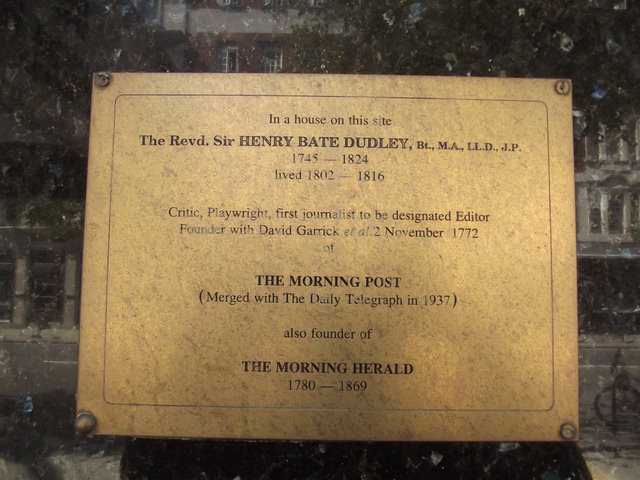 In a house on this site
The Revd. Sir HENRY BATE DUDLEY, Bt., M.A., LL.D., J.P.
1745 — 1824
lived 1802 — 1816
Critic, Playwright, first journalist to be designated Editor
Founder with David Garrick et al. 2 November 1772
of
THE MORNING POST
(Merged with The Daily Telegraph in 1937)
also founder of
THE MORNING HERALD
1780 — 1869